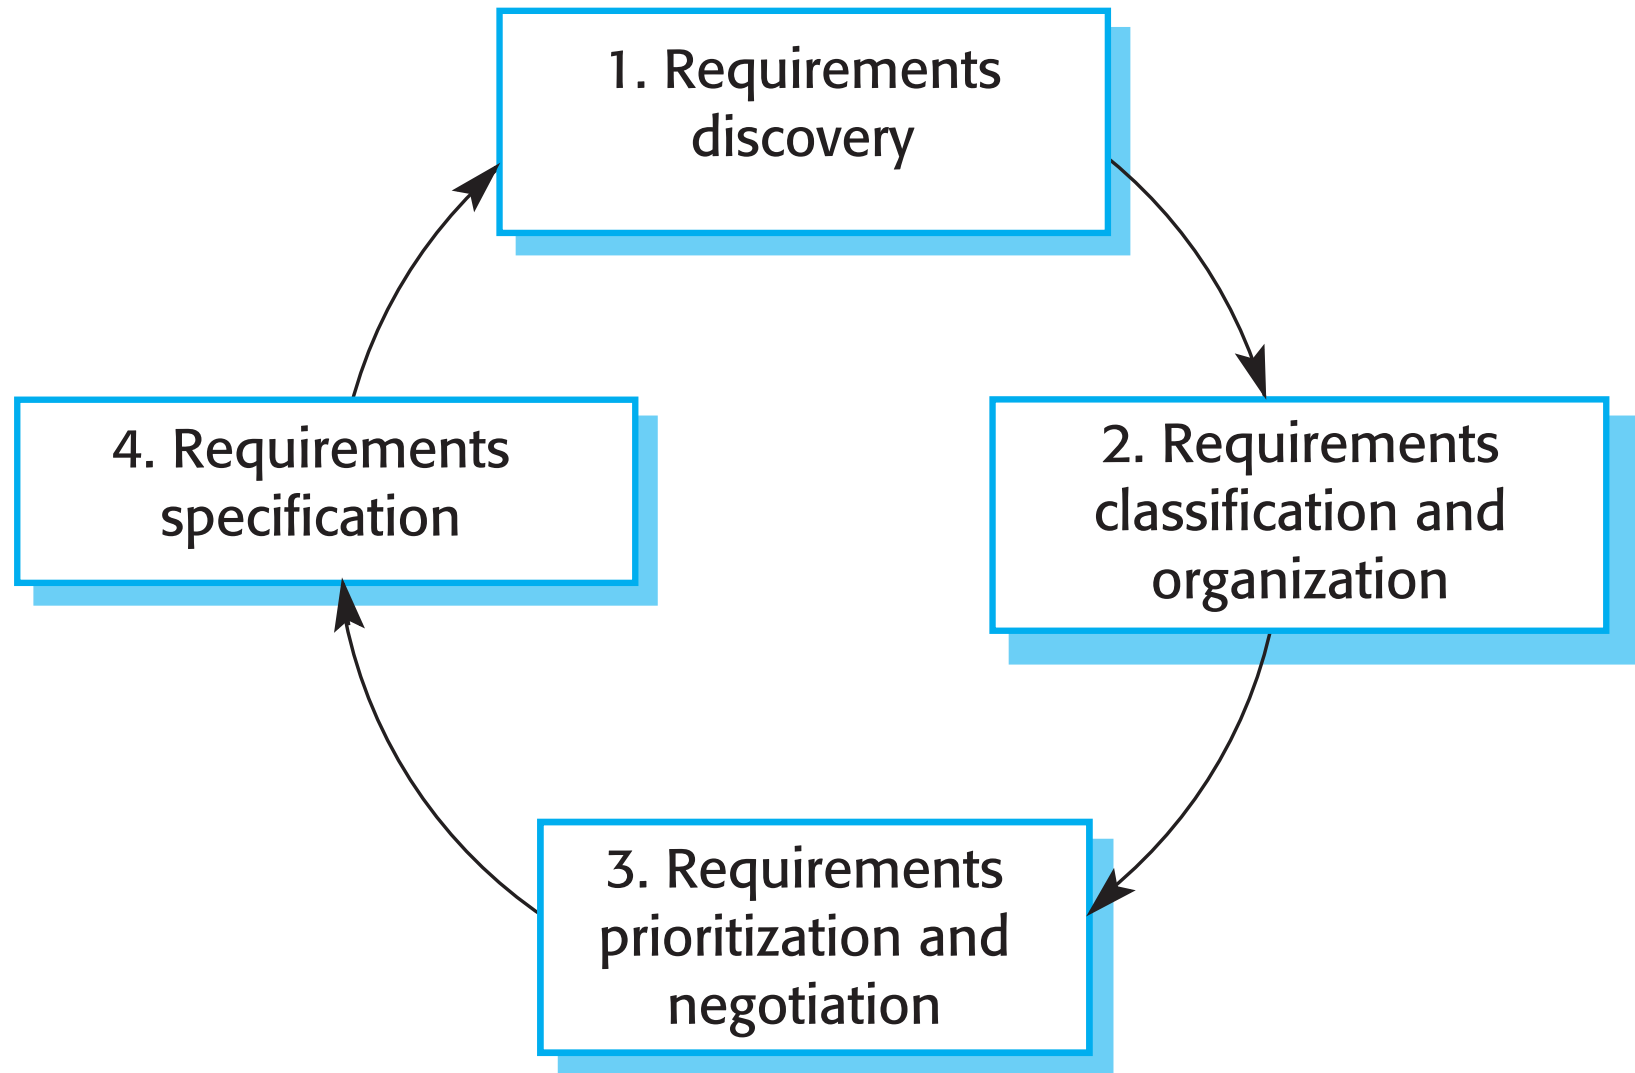 1. Requirements
discovery
2. Requirements
classification and
organization
3. Requirements
prioritization and
negotiation
4. Requirements
specification